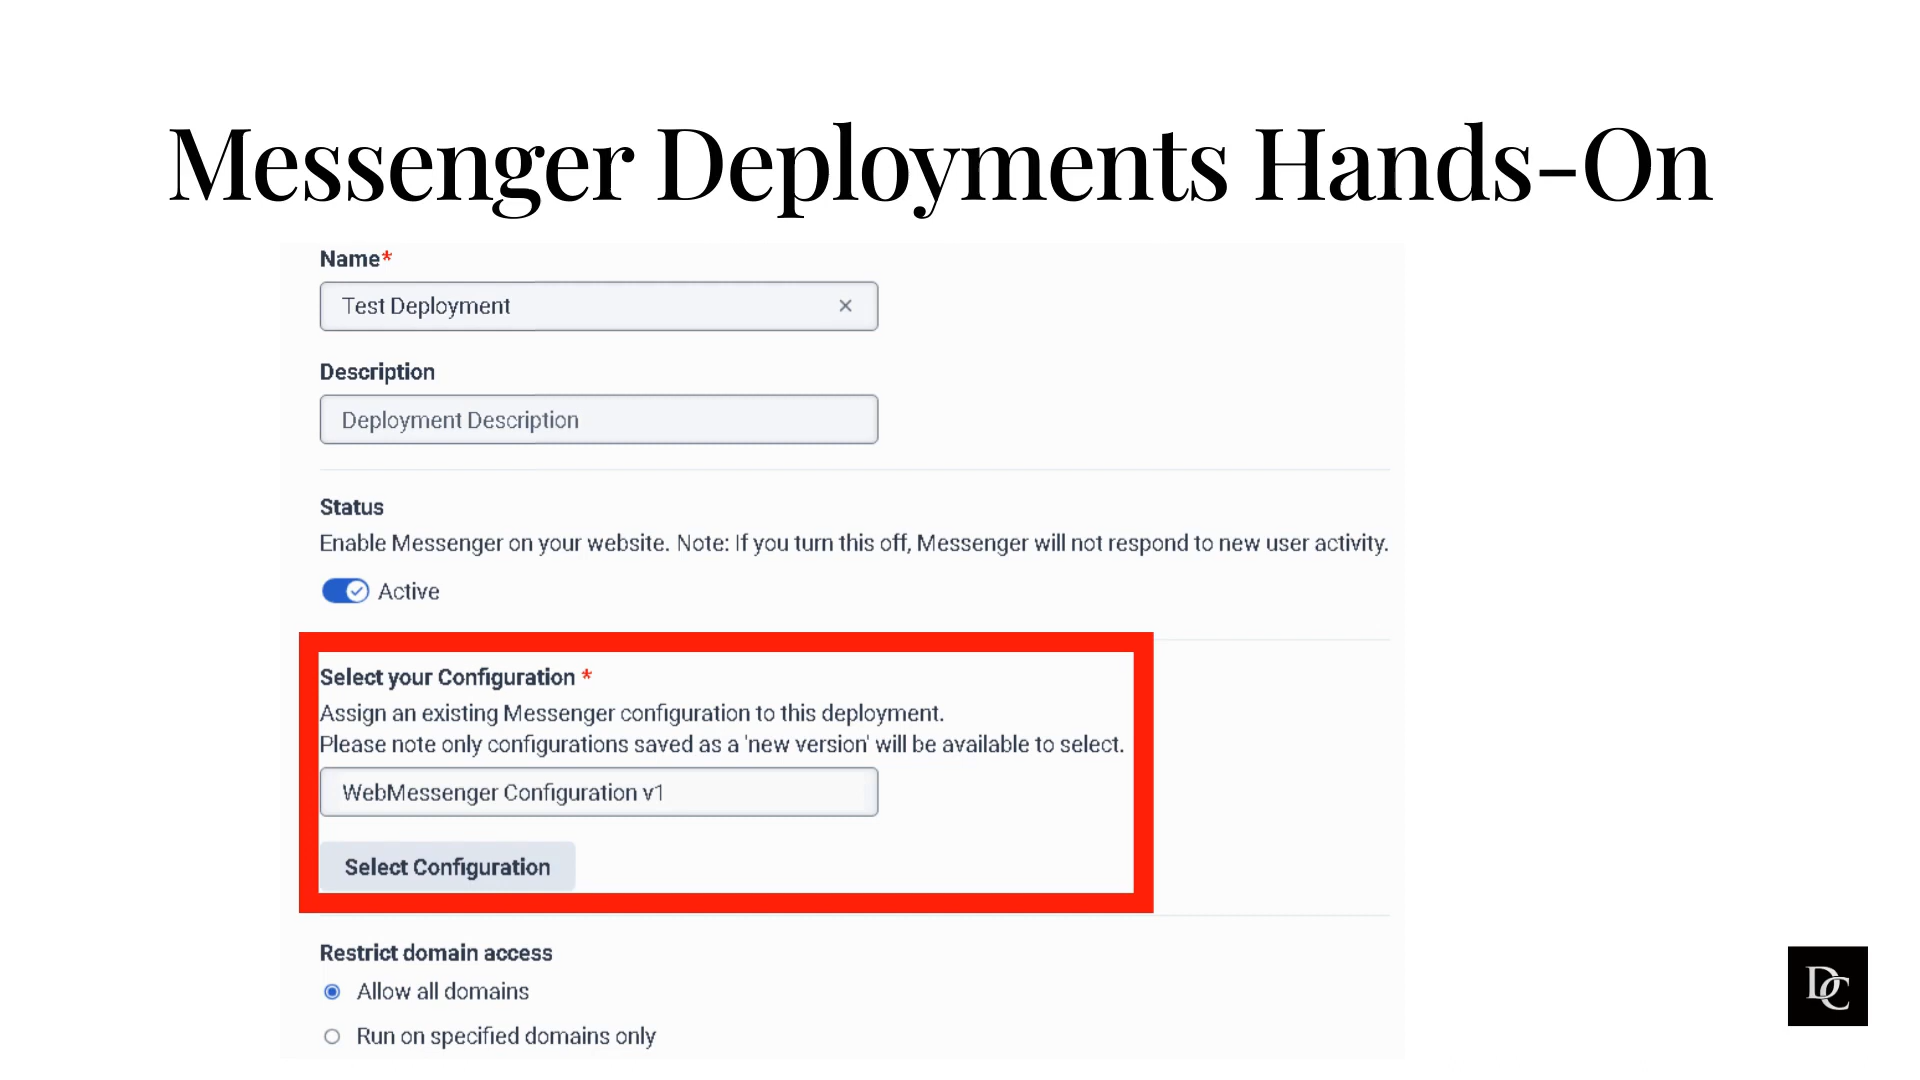 Messenger Deployments Hands-On
Name*
Test Deployment
Description
Deployment Description
Status
Enable Messenger on your website. Note: If you turn this off, Messenger will not respond to new user activity.
Active
Select your Configuration *
Assign an existing Messenger configuration to this deployment.
Please note only configurations saved as a 'new version' will be available to select.
WebMessenger Configuration v1
Select Configuration
Restrict domain access
Allow all domains
Run on specified domains only
DC